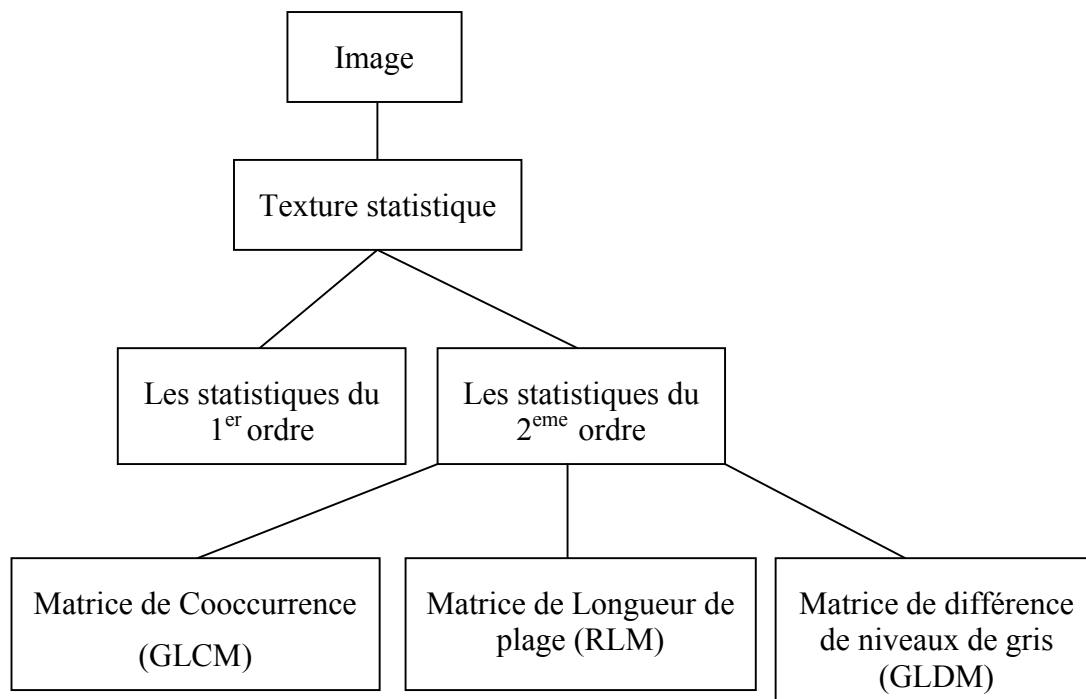 Image
Texture statistique
Les statistiques du
1er ordre
Les statistiques du
2eme ordre
Matrice de Cooccurrence
(GLCM)
Matrice de Longueur de
plage (RLM)
Matrice de différence
de niveaux de gris
(GLDM)